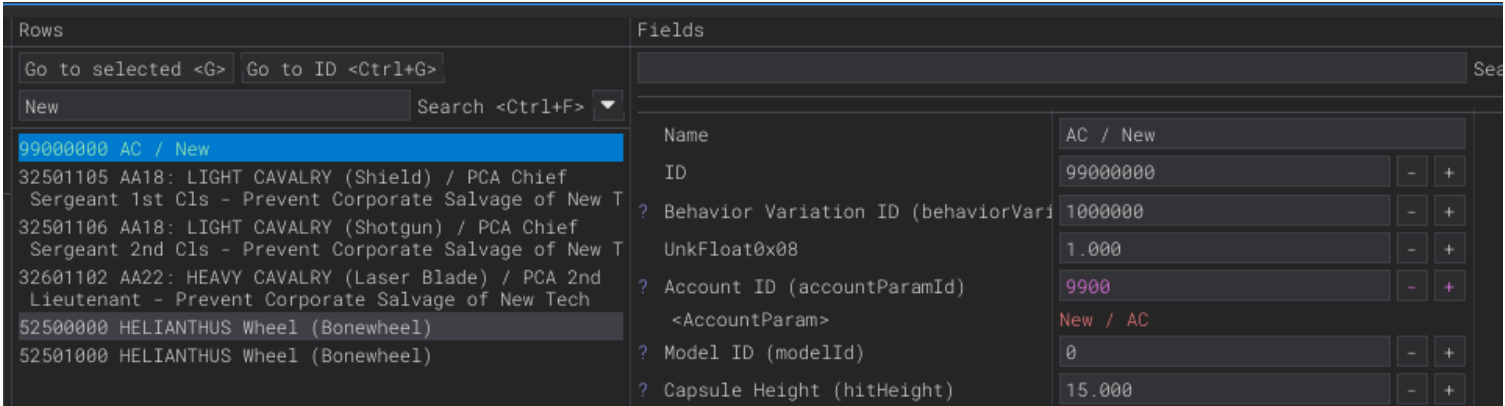 Rows
Go to selected <G> Go to ID <Ctrl+G>
New Search <Ctrl+F>
99000000 AC / New
32501105 AA18: LIGHT CAVALRY (Shield) / PCA Chief
Sergeant 1st Cls - Prevent Corporate Salvage of New T
32501106 AA18: LIGHT CAVALRY (Shotgun) / PCA Chief
Sergeant 2nd Cls - Prevent Corporate Salvage of New T
32601102 AA22: HEAVY CAVALRY (Laser Blade) / PCA 2nd
Lieutenant - Prevent Corporate Salvage of New Tech
52500000 HELIANTHUS Wheel (Bonewheel)
52501000 HELIANTHUS Wheel (Bonewheel)
Fields
Sea
Name AC / New
ID 99000000 - +
? Behavior Variation ID (behaviorVari 1000000 - +
UnkFloat0x08 1.000 - +
? Account ID (accountParamId) 9900 - +
<AccountParam> New / AC
? Model ID (modelId) 0 - +
? Capsule Height (hitHeight) 15.000 - +